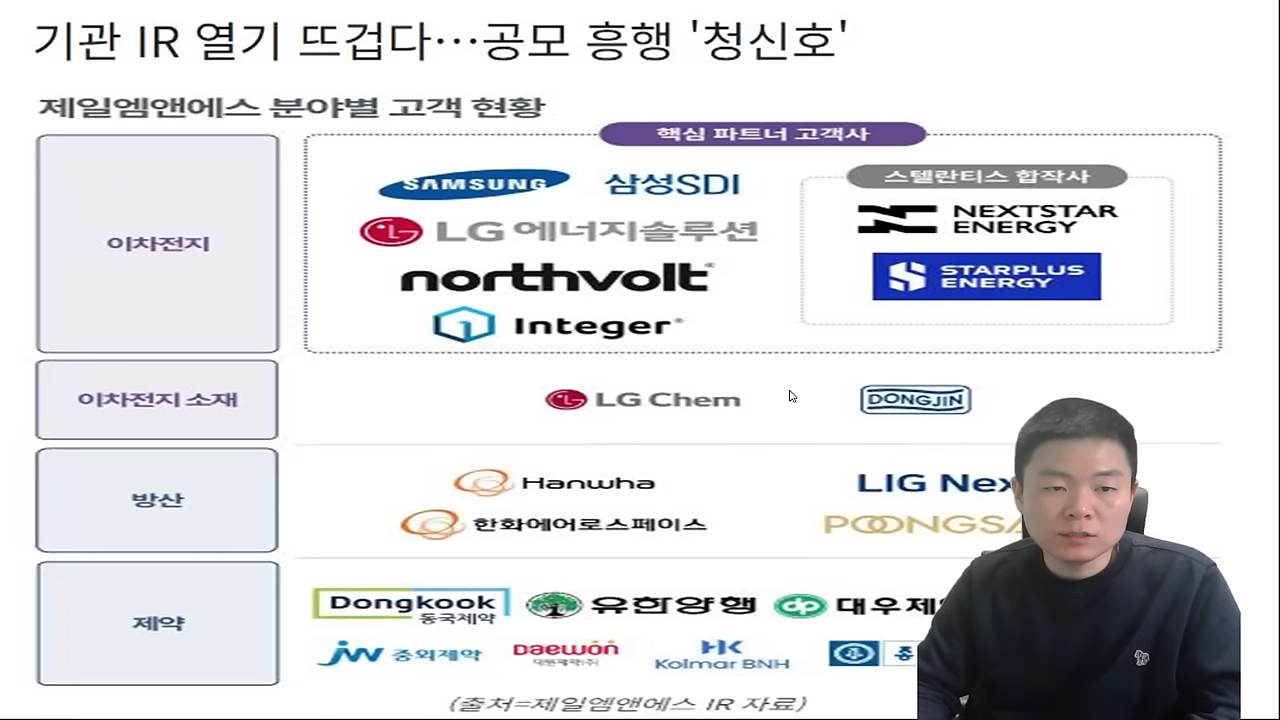 기관 IR 열기 뜨겁다…공모 흥행 '청신호'
제일엠앤에스 분야별 고객 현황
핵심 파트너 고객사
이차전지
SAMSUNG 삼성SDI
LG 에너지솔루션
northvolt
Integer
스텔란티스 합작사
NEXTSTAR ENERGY
STARPLUS ENERGY
이차전지 소재
LG Chem DONGJIN
방산
Hanwha LIG
한화에어로스페이스
제약
Dongkook 동국제약 유한양행 dp
JW 중외제약 DAEWON 대원제약(주) HK Kolmar BNH
(출처=제일엠앤에스 IR 자료)